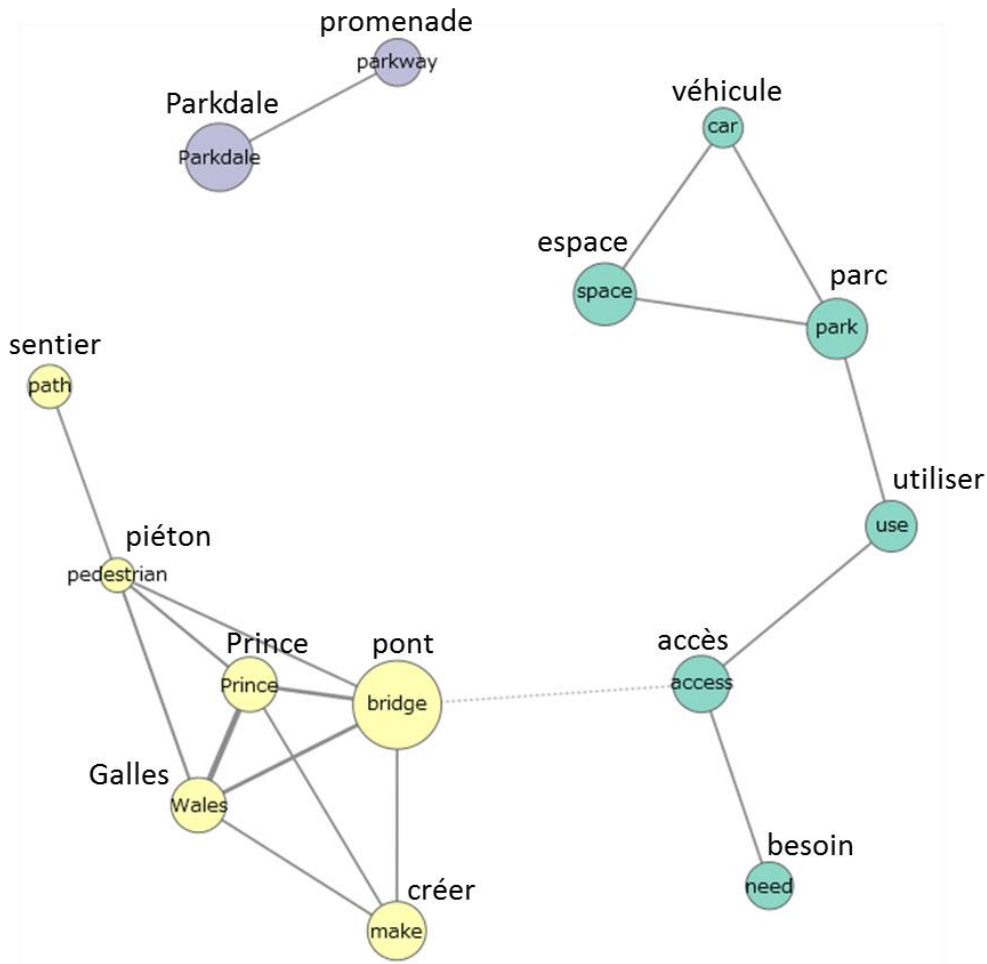 promenade
parkway
Parkdale
Parkdale
véhicule
car
espace
space
parc
park
sentier
path
utiliser
use
piéton
pedestrian
Prince
Prince
pont
bridge
accès
access
Galles
Wales
besoin
need
créer
make